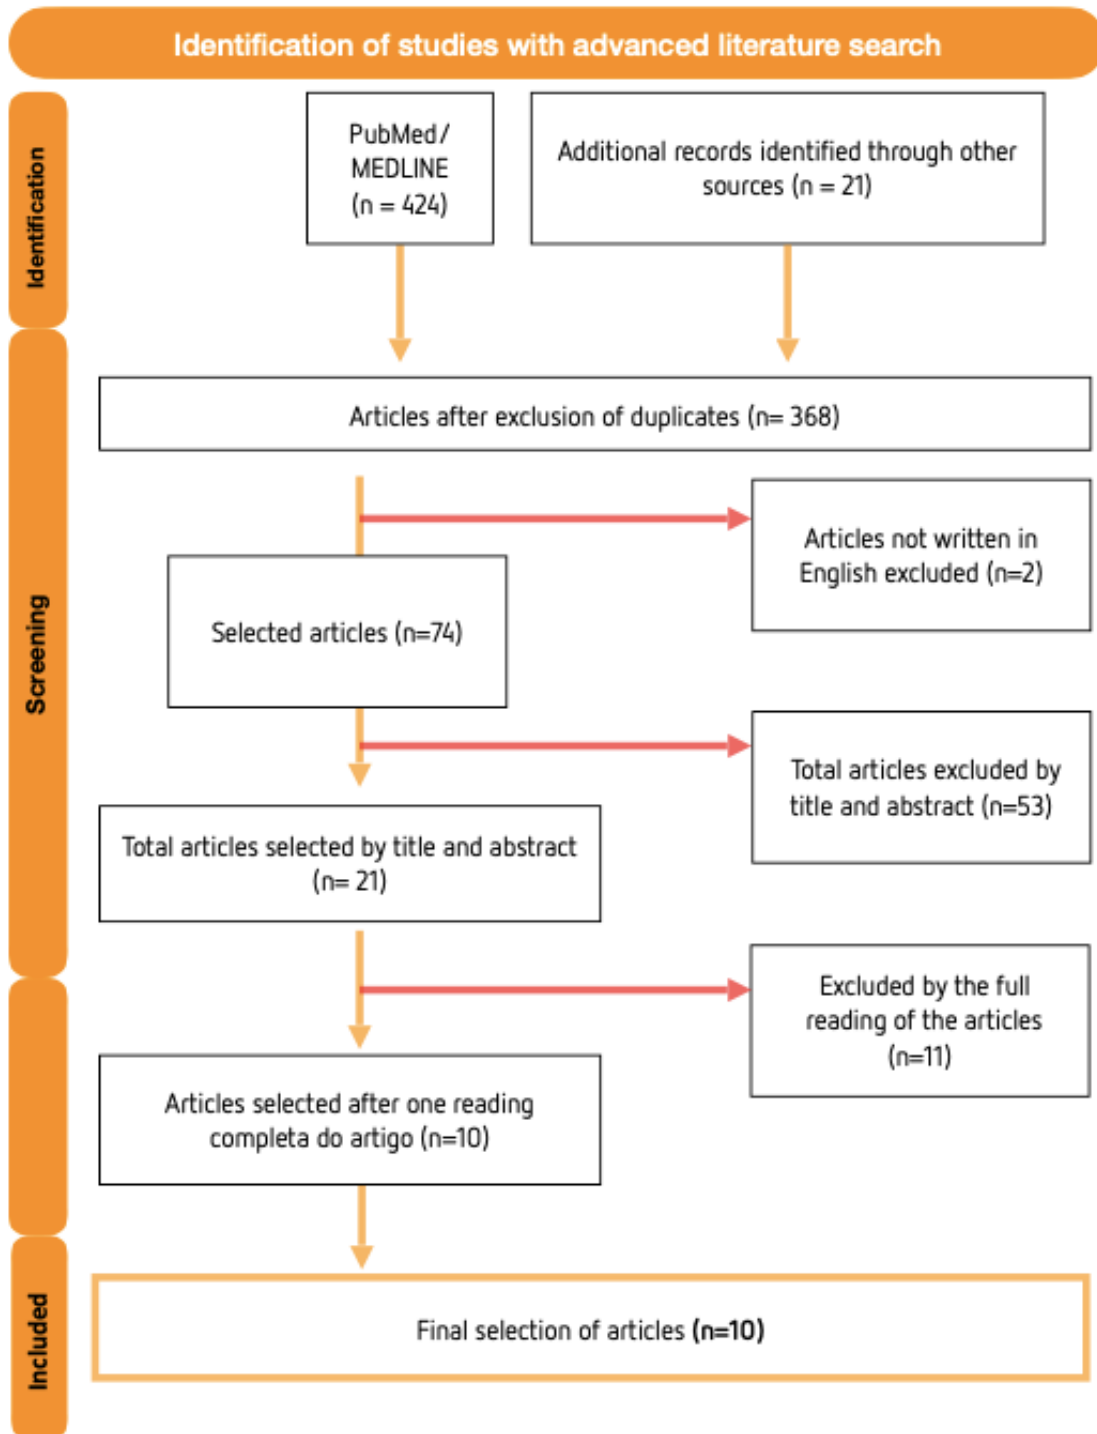 Identification of studies with advanced literature search
Identification
PubMed/
MEDLINE
(n = 424)
Additional records identified through other
sources (n = 21)
Screening
Articles after exclusion of duplicates (n= 368)
Articles not written in
English excluded (n=2)
Selected articles (n=74)
Total articles excluded by
title and abstract (n=53)
Total articles selected by title and abstract
(n= 21)
Excluded by the full
reading of the articles
(n=11)
Articles selected after one reading
completa do artigo (n=10)
Included
Final selection of articles (n=10)